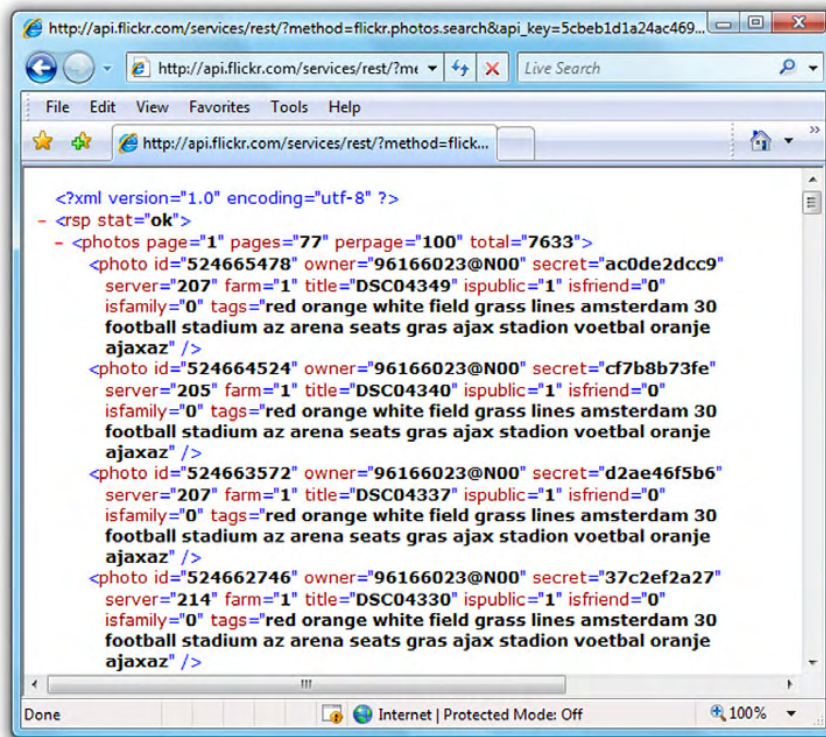 http://api.flickr.com/services/rest/?method=flickr.photos.search&api_key=5cbeb1d1a24ac469...
http://api.flickr.com/services/rest/?me
Live Search
File Edit View Favorites Tools Help
http://api.flickr.com/services/rest/?method=flick...
<?xml version="1.0" encoding="utf-8" ?>
- <rsp stat="ok">
- <photos page="1" pages="77" perpage="100" total="7633">
<photo id="524665478" owner="96166023@N00" secret="ac0de2dcc9"
server="207" farm="1" title="DSC04349" ispublic="1" isfriend="0"
isfamily="0" tags="red orange white field grass lines amsterdam 30
football stadium az arena seats gras ajax stadion voetbal oranje
ajaxaz" />
<photo id="524664524" owner="96166023@N00" secret="cf7b8b73fe"
server="205" farm="1" title="DSC04340" ispublic="1" isfriend="0"
isfamily="0" tags="red orange white field grass lines amsterdam 30
football stadium az arena seats gras ajax stadion voetbal oranje
ajaxaz" />
<photo id="524663572" owner="96166023@N00" secret="d2ae46f5b6"
server="207" farm="1" title="DSC04337" ispublic="1" isfriend="0"
isfamily="0" tags="red orange white field grass lines amsterdam 30
football stadium az arena seats gras ajax stadion voetbal oranje
ajaxaz" />
<photo id="524662746" owner="96166023@N00" secret="37c2ef2a27"
server="214" farm="1" title="DSC04330" ispublic="1" isfriend="0"
isfamily="0" tags="red orange white field grass lines amsterdam 30
football stadium az arena seats gras ajax stadion voetbal oranje
ajaxaz" />
Done Internet | Protected Mode: Off 100%